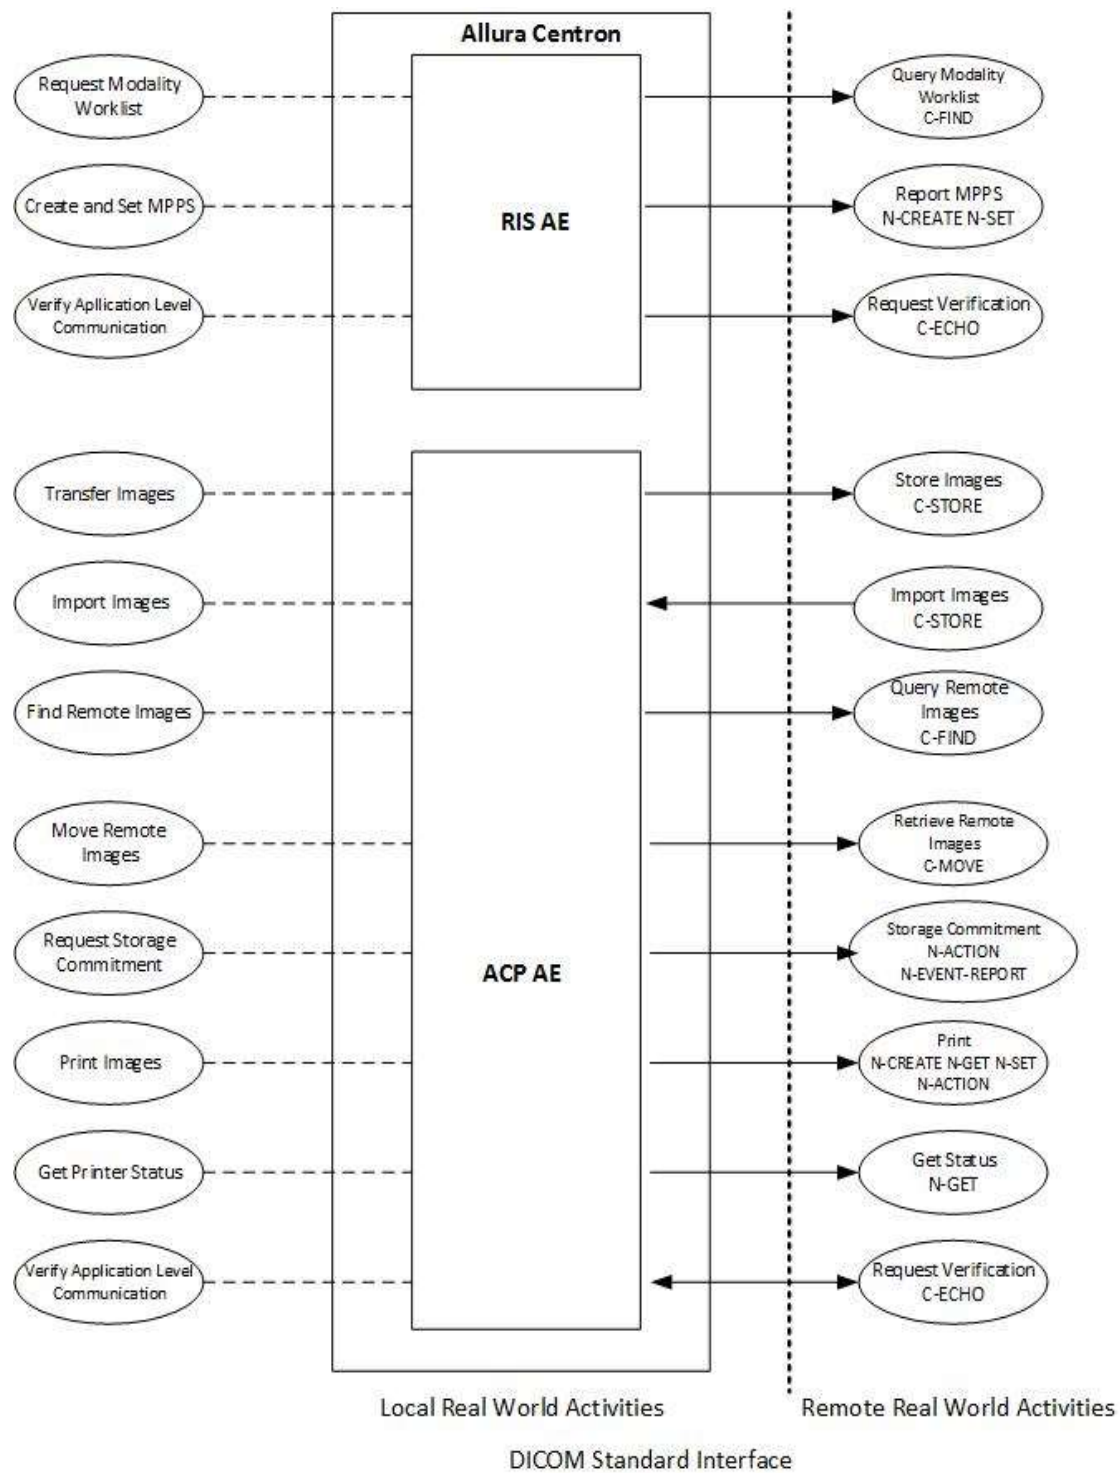 Allura Centron
Request Modality
Worklist
Query Modality
Worklist
C-FIND
Create and Set MPPS
RIS AE
Report MPPS
N-CREATE N-SET
Verify Apllication Level
Communication
Request Verification
C-ECHO
Transfer Images
Store Images
C-STORE
Import Images
Import Images
C-STORE
Find Remote Images
Query Remote
Images
C-FIND
Move Remote
Images
Retrieve Remote
Images
C-MOVE
Request Storage
Commitment
ACP AE
Storage Commitment
N-ACTION
N-EVENT-REPORT
Print Images
Print
N-CREATE N-GET N-SET
N-ACTION
Get Printer Status
Get Status
N-GET
Verify Application Level
Communication
Request Verification
C-ECHO
Local Real World Activities
Remote Real World Activities
DICOM Standard Interface